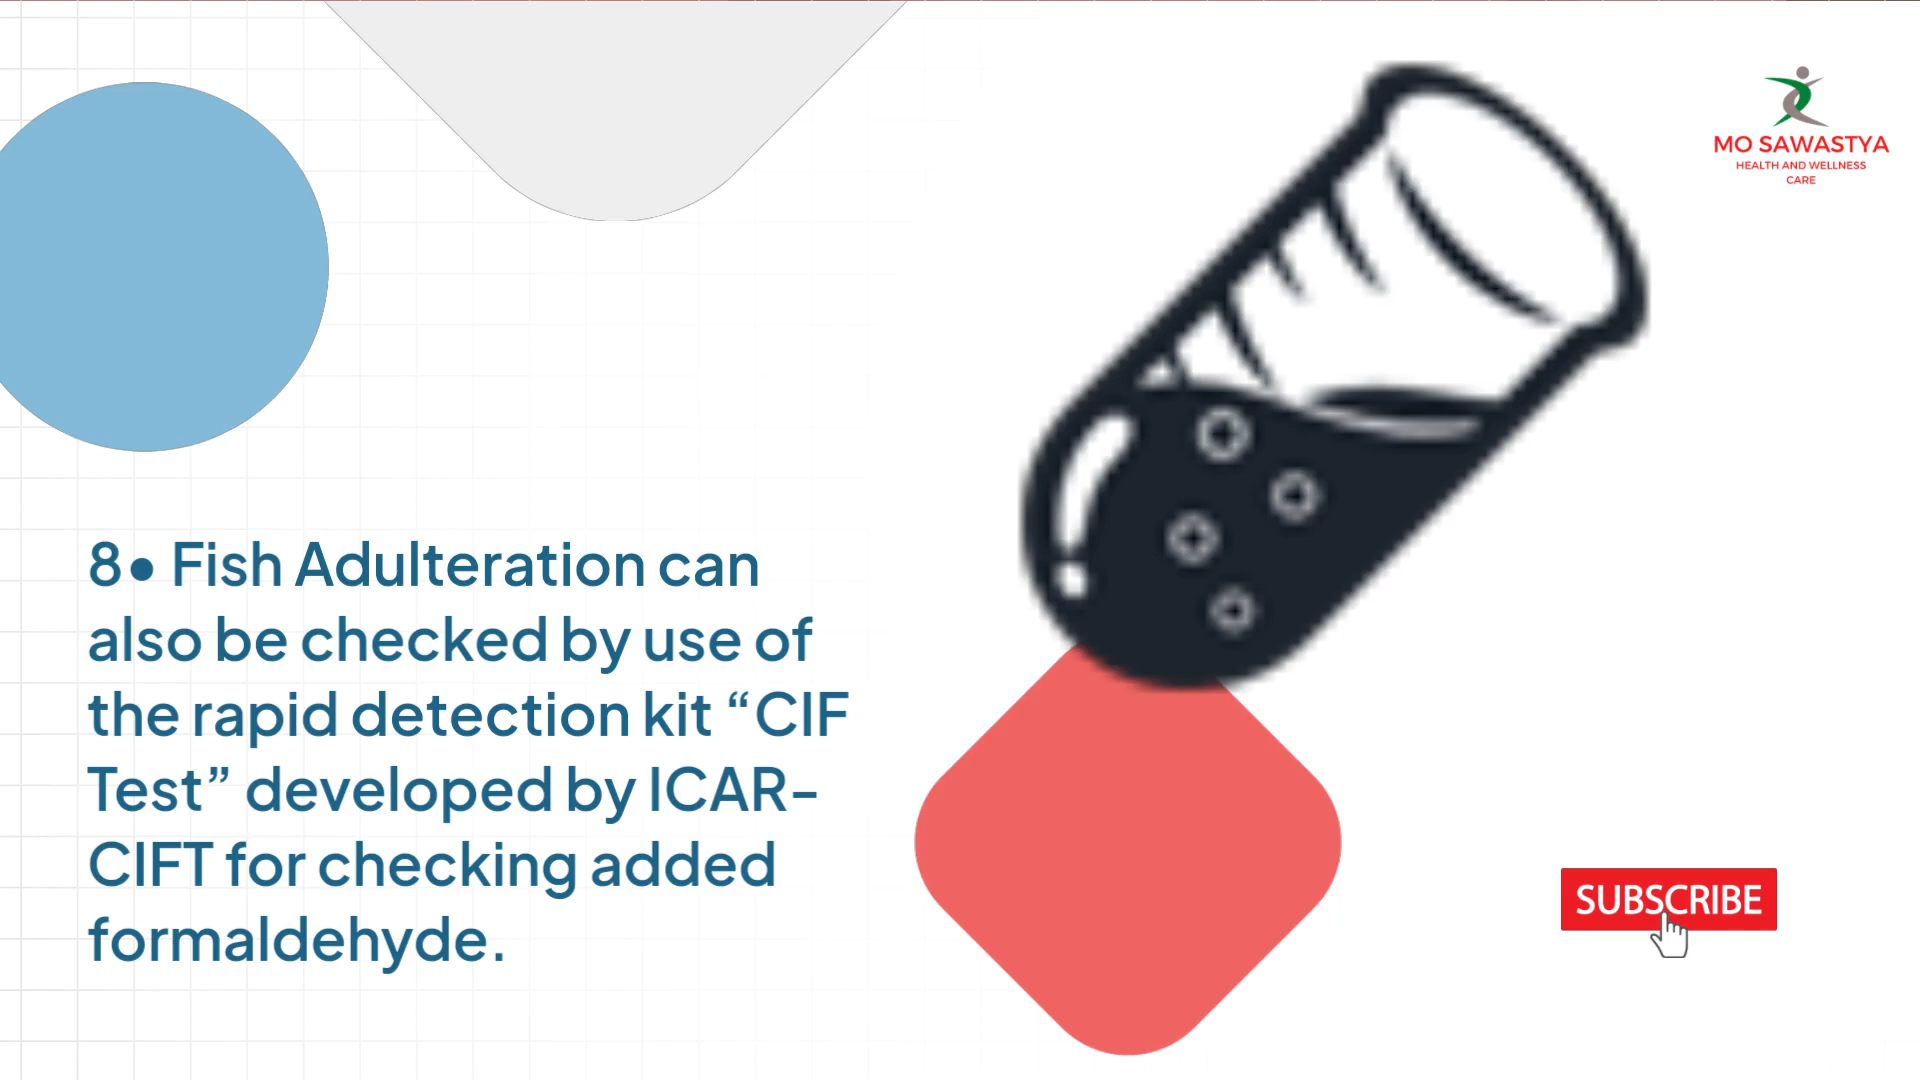 MO SAWASTYA
HEALTH AND WELLNESS
CARE
8• Fish Adulteration can
also be checked by use of
the rapid detection kit “CIF
Test” developed by ICAR-
CIFT for checking added
formaldehyde.
SUBSCRIBE